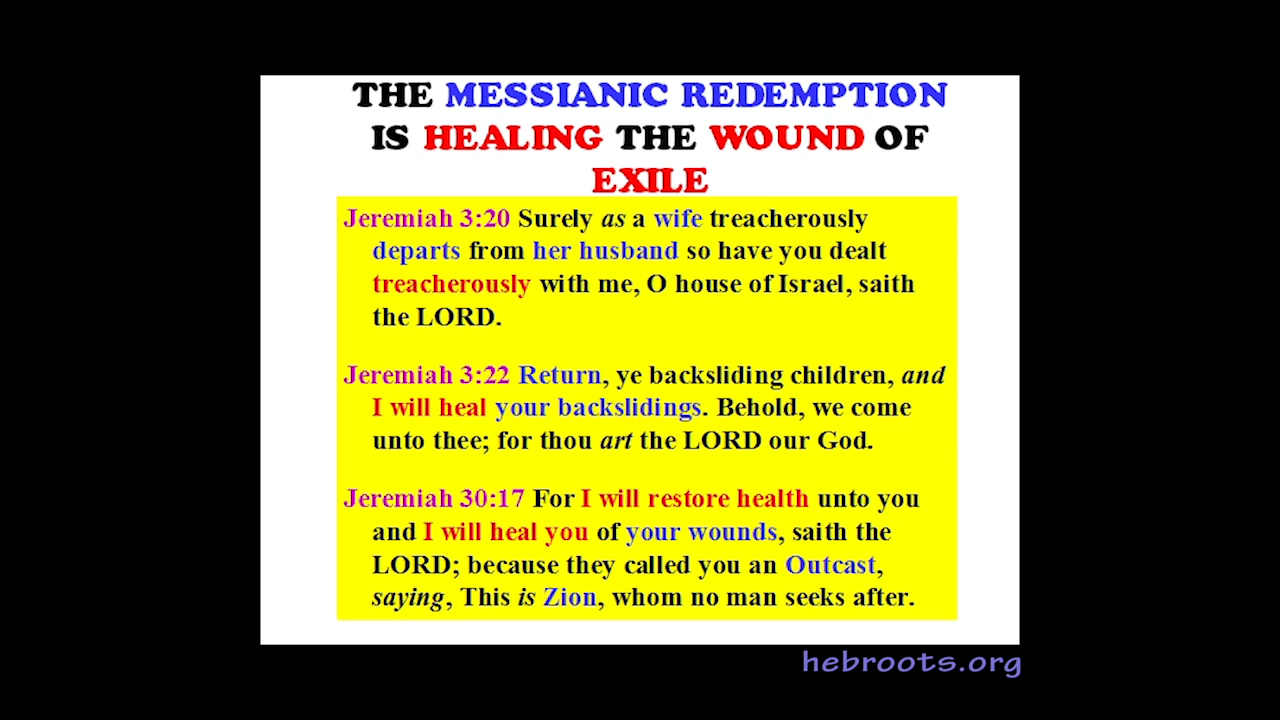 THE MESSIANIC REDEMPTION
IS HEALING THE WOUND OF
EXILE
Jeremiah 3:20 Surely as a wife treacherously
departs from her husband so have you dealt
treacherously with me, O house of Israel, saith
the LORD.
Jeremiah 3:22 Return, ye backsliding children, and
I will heal your backslidings. Behold, we come
unto thee; for thou art the LORD our God.
Jeremiah 30:17 For I will restore health unto you
and I will heal you of your wounds, saith the
LORD; because they called you an Outcast,
saying, This is Zion, whom no man seeks after.
hebroots.org